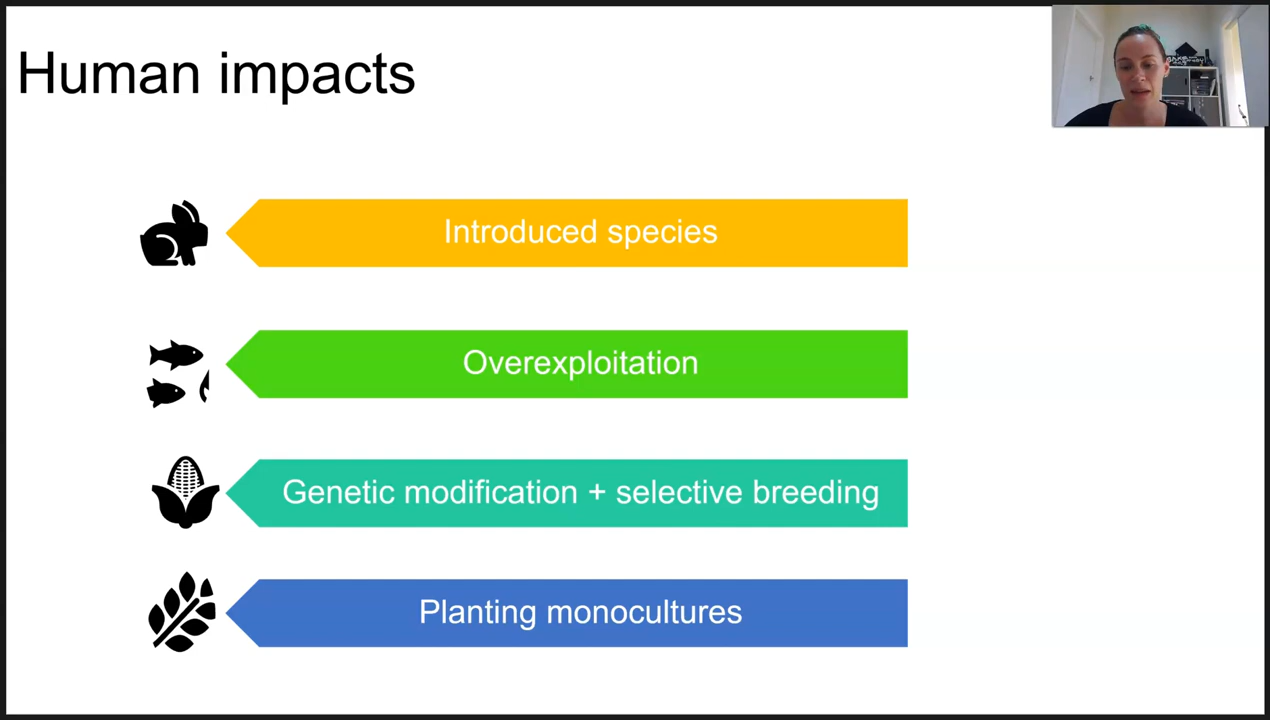 Human impacts
Introduced species
Overexploitation
Genetic modification + selective breeding
Planting monocultures